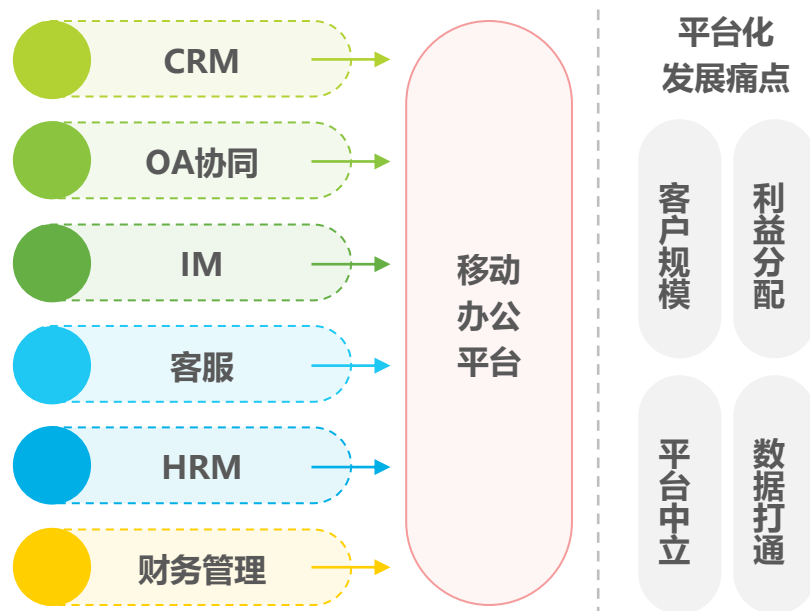 CRM
OA协同
IM
客服
HRM
财务管理
移动
办公
平台
平台化
发展痛点
客户规模
利益分配
平台中立
数据打通